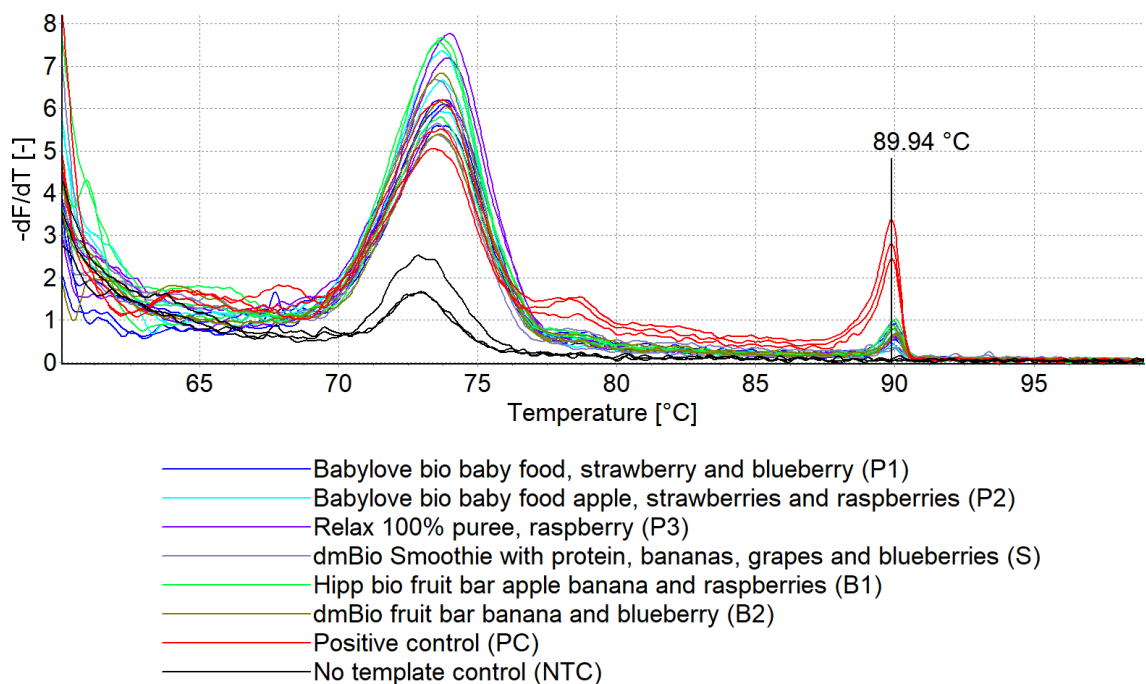 8
7
6
5
4
3
2
1
0
-dF/dT [-]
89.94 °C
65 70 75 80 85 90 95
Temperature [°C]
Babylove bio baby food, strawberry and blueberry (P1)
Babylove bio baby food apple, strawberries and raspberries (P2)
Relax 100% puree, raspberry (P3)
dmBio Smoothie with protein, bananas, grapes and blueberries (S)
Hipp bio fruit bar apple banana and raspberries (B1)
dmBio fruit bar banana and blueberry (B2)
Positive control (PC)
No template control (NTC)